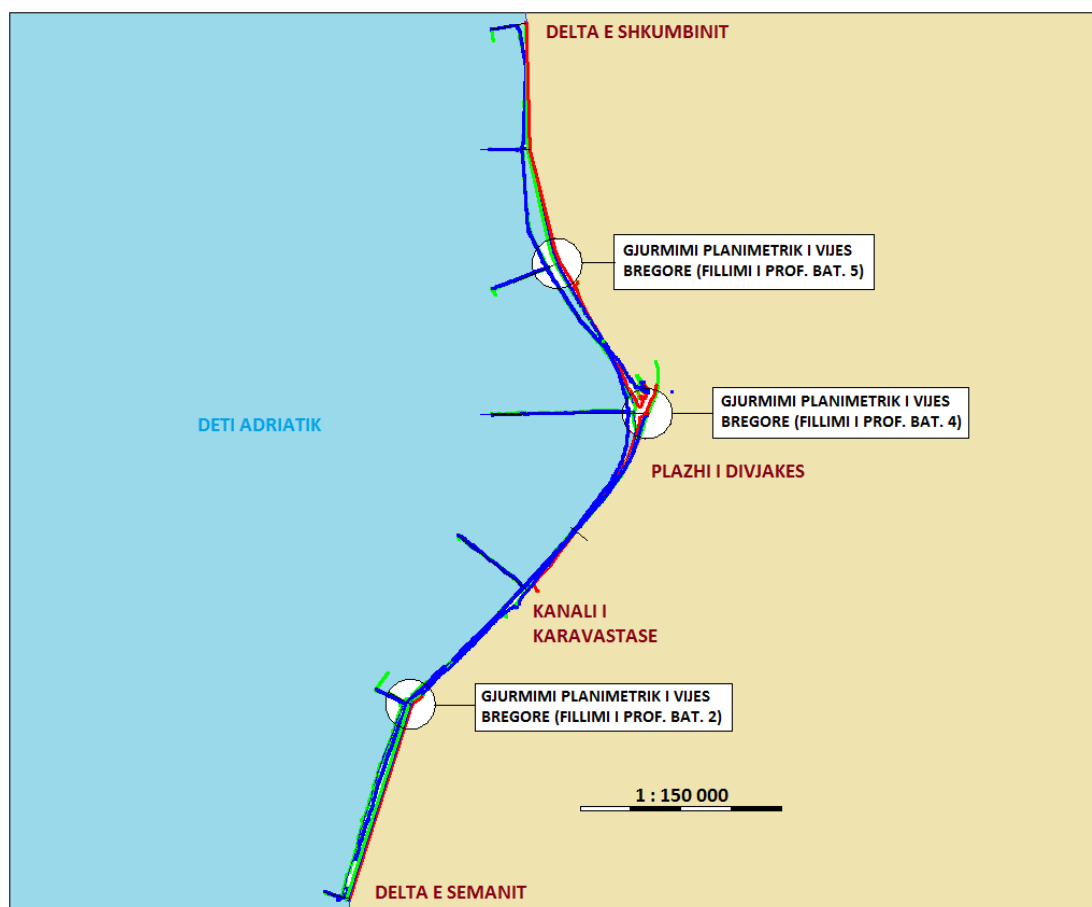 DELTA E SHKUMBINIT
GJURMIMI PLANIMETRIK I VIJES
BREGORE (FILLIMI I PROF. BAT. 5)
GJURMIMI PLANIMETRIK I VIJES
BREGORE (FILLIMI I PROF. BAT. 4)
DETI ADRIATIK
PLAZHI I DIVJAKES
KANALI I
KARAVASTASE
GJURMIMI PLANIMETRIK I VIJES
BREGORE (FILLIMI I PROF. BAT. 2)
1 : 150 000
DELTA E SEMANIT